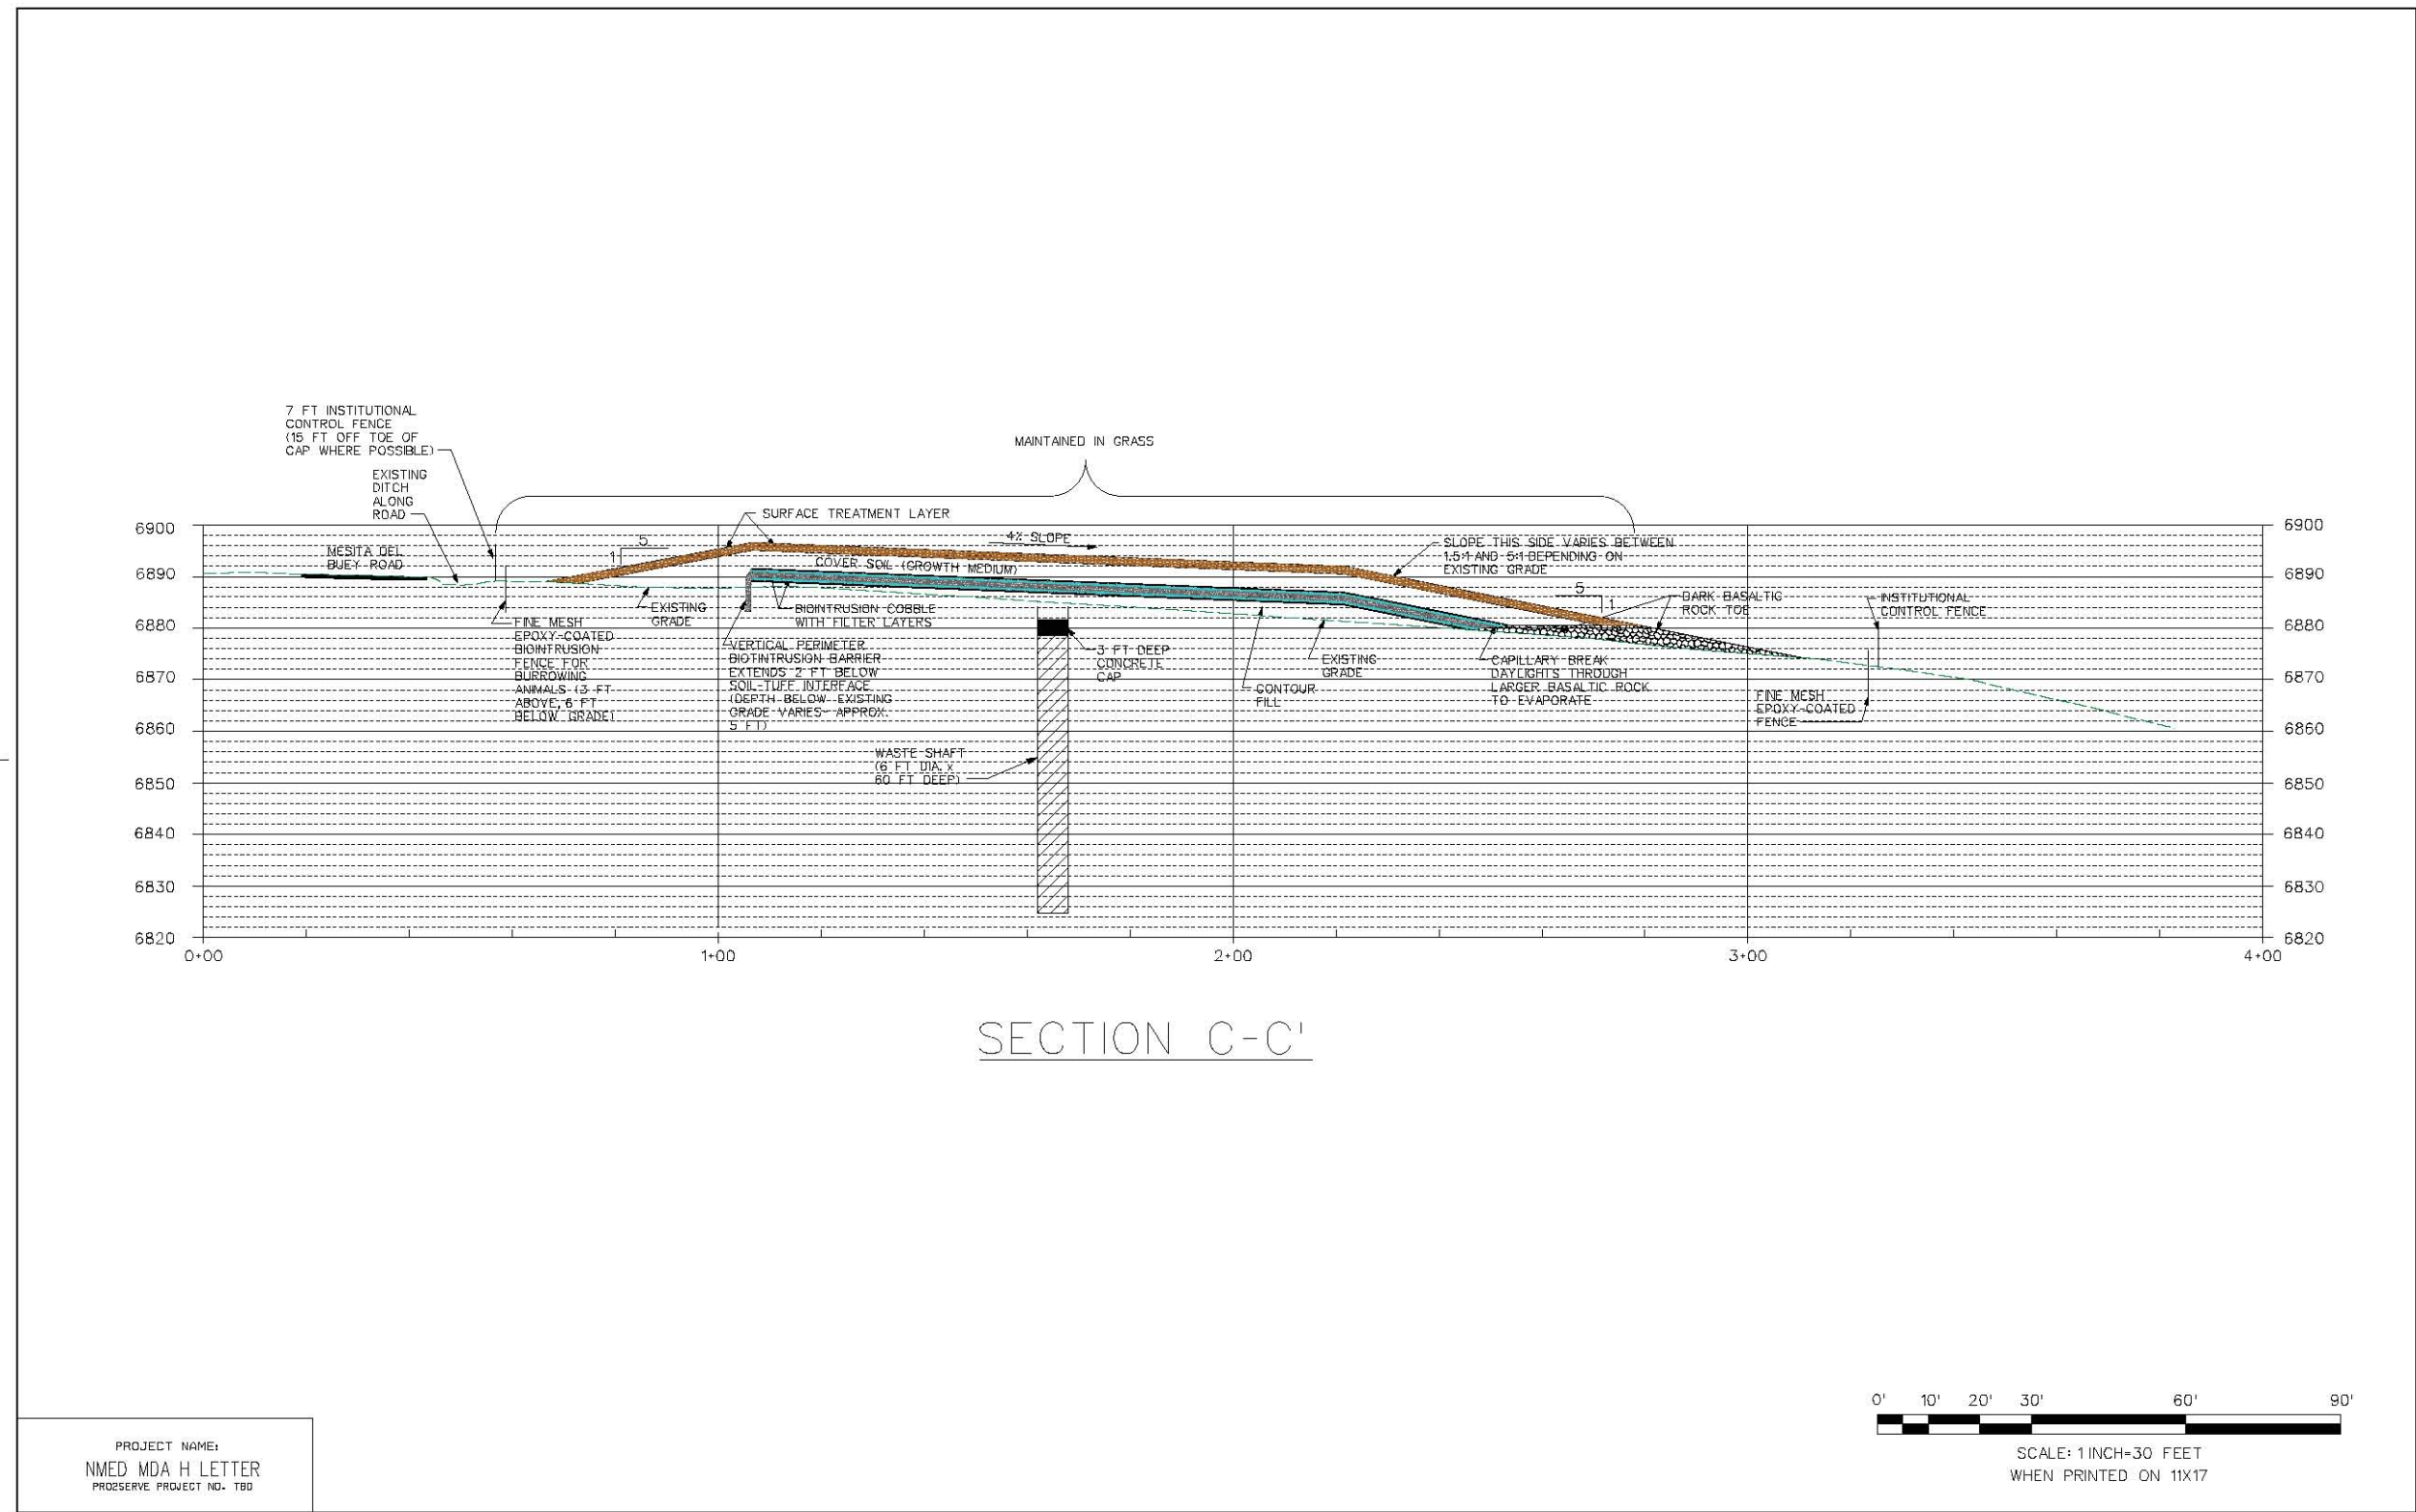 7 FT INSTITUTIONAL
CONTROL FENCE
(15 FT OFF TOE OF
CAP WHERE POSSIBLE)
EXISTING
DITCH
ALONG
ROAD
MAINTAINED IN GRASS
6900
6890
6880
6870
6860
6850
6840
6830
6820
MESITA DEL
BUEY ROAD
5
1
SURFACE TREATMENT LAYER
4% SLOPE
COVER SOIL (GROWTH MEDIUM)
SLOPE THIS SIDE VARIES BETWEEN
1.5:1 AND 5:1 DEPENDING ON
EXISTING GRADE
5
1
DARK BASALTIC
ROCK TOE
INSTITUTIONAL
CONTROL FENCE
FINE MESH
EPOXY-COATED
BIOINTRUSION
FENCE FOR
BURROWING
ANIMALS (3 FT
ABOVE, 6 FT
BELOW GRADE)
EXISTING
GRADE
BIOINTRUSION COBBLE
WITH FILTER LAYERS
VERTICAL PERIMETER
BIOTINTRUSION BARRIER
EXTENDS 2 FT BELOW
SOIL-TUFF INTERFACE
(DEPTH BELOW EXISTING
GRADE VARIES- APPROX.
5 FT)
WASTE SHAFT
(6 FT DIA. x
60 FT DEEP)
3 FT DEEP
CONCRETE
CAP
CONTOUR
FILL
EXISTING
GRADE
CAPILLARY BREAK
DAYLIGHTS THROUGH
LARGER BASALTIC ROCK
TO EVAPORATE
FINE MESH
EPOXY-COATED
FENCE
6900
6890
6880
6870
6860
6850
6840
6830
6820
0+00 1+00 2+00 3+00 4+00
SECTION C-C'
0' 10' 20' 30' 60' 90'
SCALE: 1 INCH=30 FEET
WHEN PRINTED ON 11X17
PROJECT NAME:
NMED MDA H LETTER
PRO2SERVE PROJECT NO. TBD